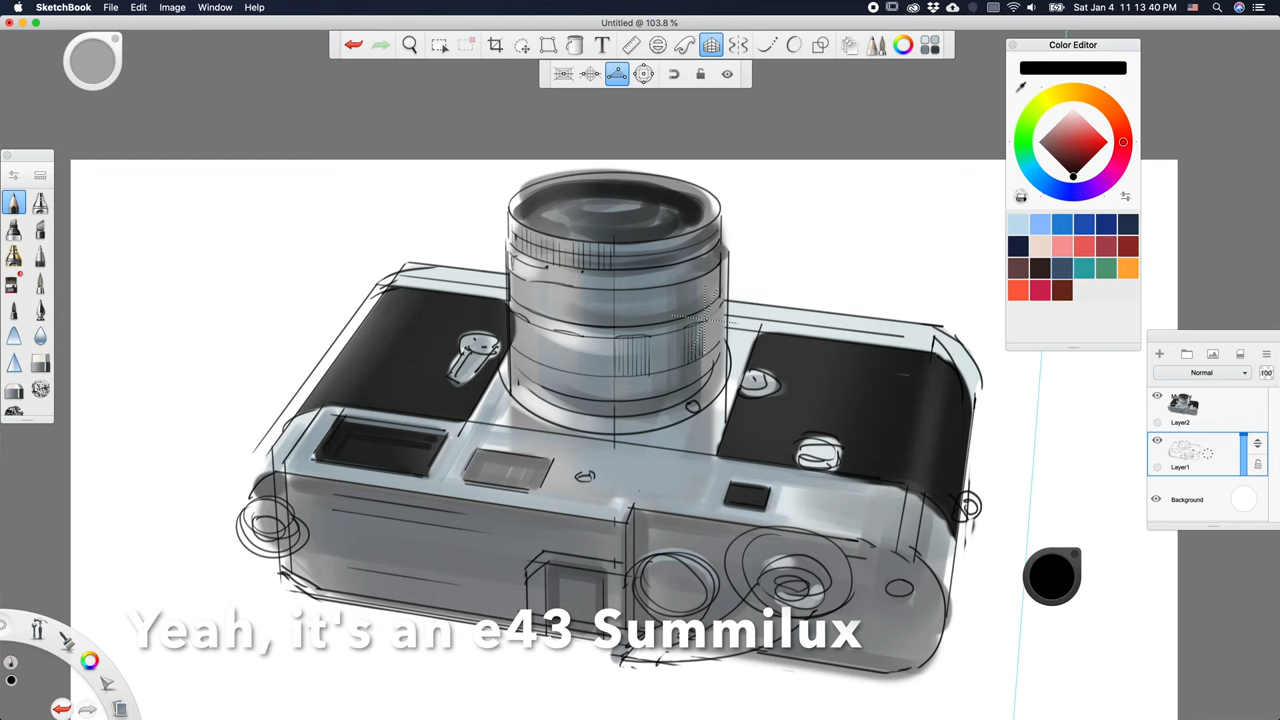 SketchBook File Edit Image Window Help
Sat Jan 4 11 13 40 PM
Untitled @ 103.8 %
T
Color Editor
Normal
100
Layer2
Layer1
Background
Yeah, it's an e43 Summilux